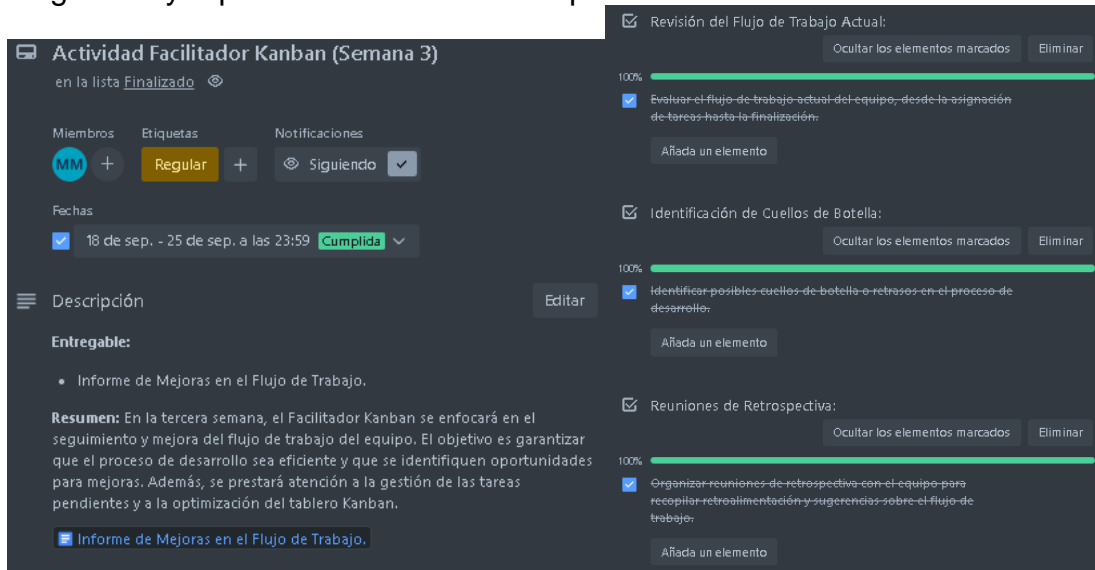 Actividad Facilitador Kanban (Semana 3)
en la lista Finalizado
Miembros Etiquetas Notificaciones
MM + Regular + Siguiendo
Fechas
18 de sep. - 25 de sep. a las 23:59 Cumplida
Descripción Editar
Entregable:
• Informe de Mejoras en el Flujo de Trabajo.
Resumen: En la tercera semana, el Facilitador Kanban se enfocará en el
seguimiento y mejora del flujo de trabajo del equipo. El objetivo es garantizar
que el proceso de desarrollo sea eficiente y que se identifiquen oportunidades
para mejoras. Además, se prestará atención a la gestión de las tareas
pendientes y a la optimización del tablero Kanban.
Informe de Mejoras en el Flujo de Trabajo.
Revisión del Flujo de Trabajo Actual:
Ocultar los elementos marcados Eliminar
100%
Evaluar el flujo de trabajo actual del equipo, desde la asignación
de tareas hasta la finalización.
Añada un elemento
Identificación de Cuellos de Botella:
Ocultar los elementos marcados Eliminar
100%
Identificar posibles cuellos de botella o retrasos en el proceso de
desarrollo.
Añada un elemento
Reuniones de Retrospectiva:
Ocultar los elementos marcados Eliminar
100%
Organizar reuniones de retrospectiva con el equipo para
recopilar retroalimentación y sugerencias sobre el flujo de
trabajo.
Añada un elemento